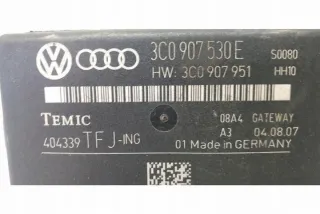 3C0 907 530 E S0080
HW: 3C0 907 951 HH10
TEMIC 08A4 GATEWAY
A3 04.08.07
404339 TFJ-ING 01 Made in GERMANY